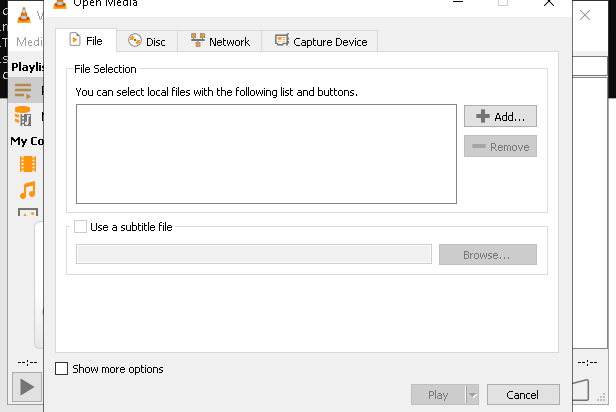 Open Media
Medi
File
Disc
Network
Capture Device
Playlis
File Selection
You can select local files with the following list and buttons.
Add...
Remove
My Co
Use a subtitle file
Browse...
--:--
--:--
Show more options
Play
Cancel